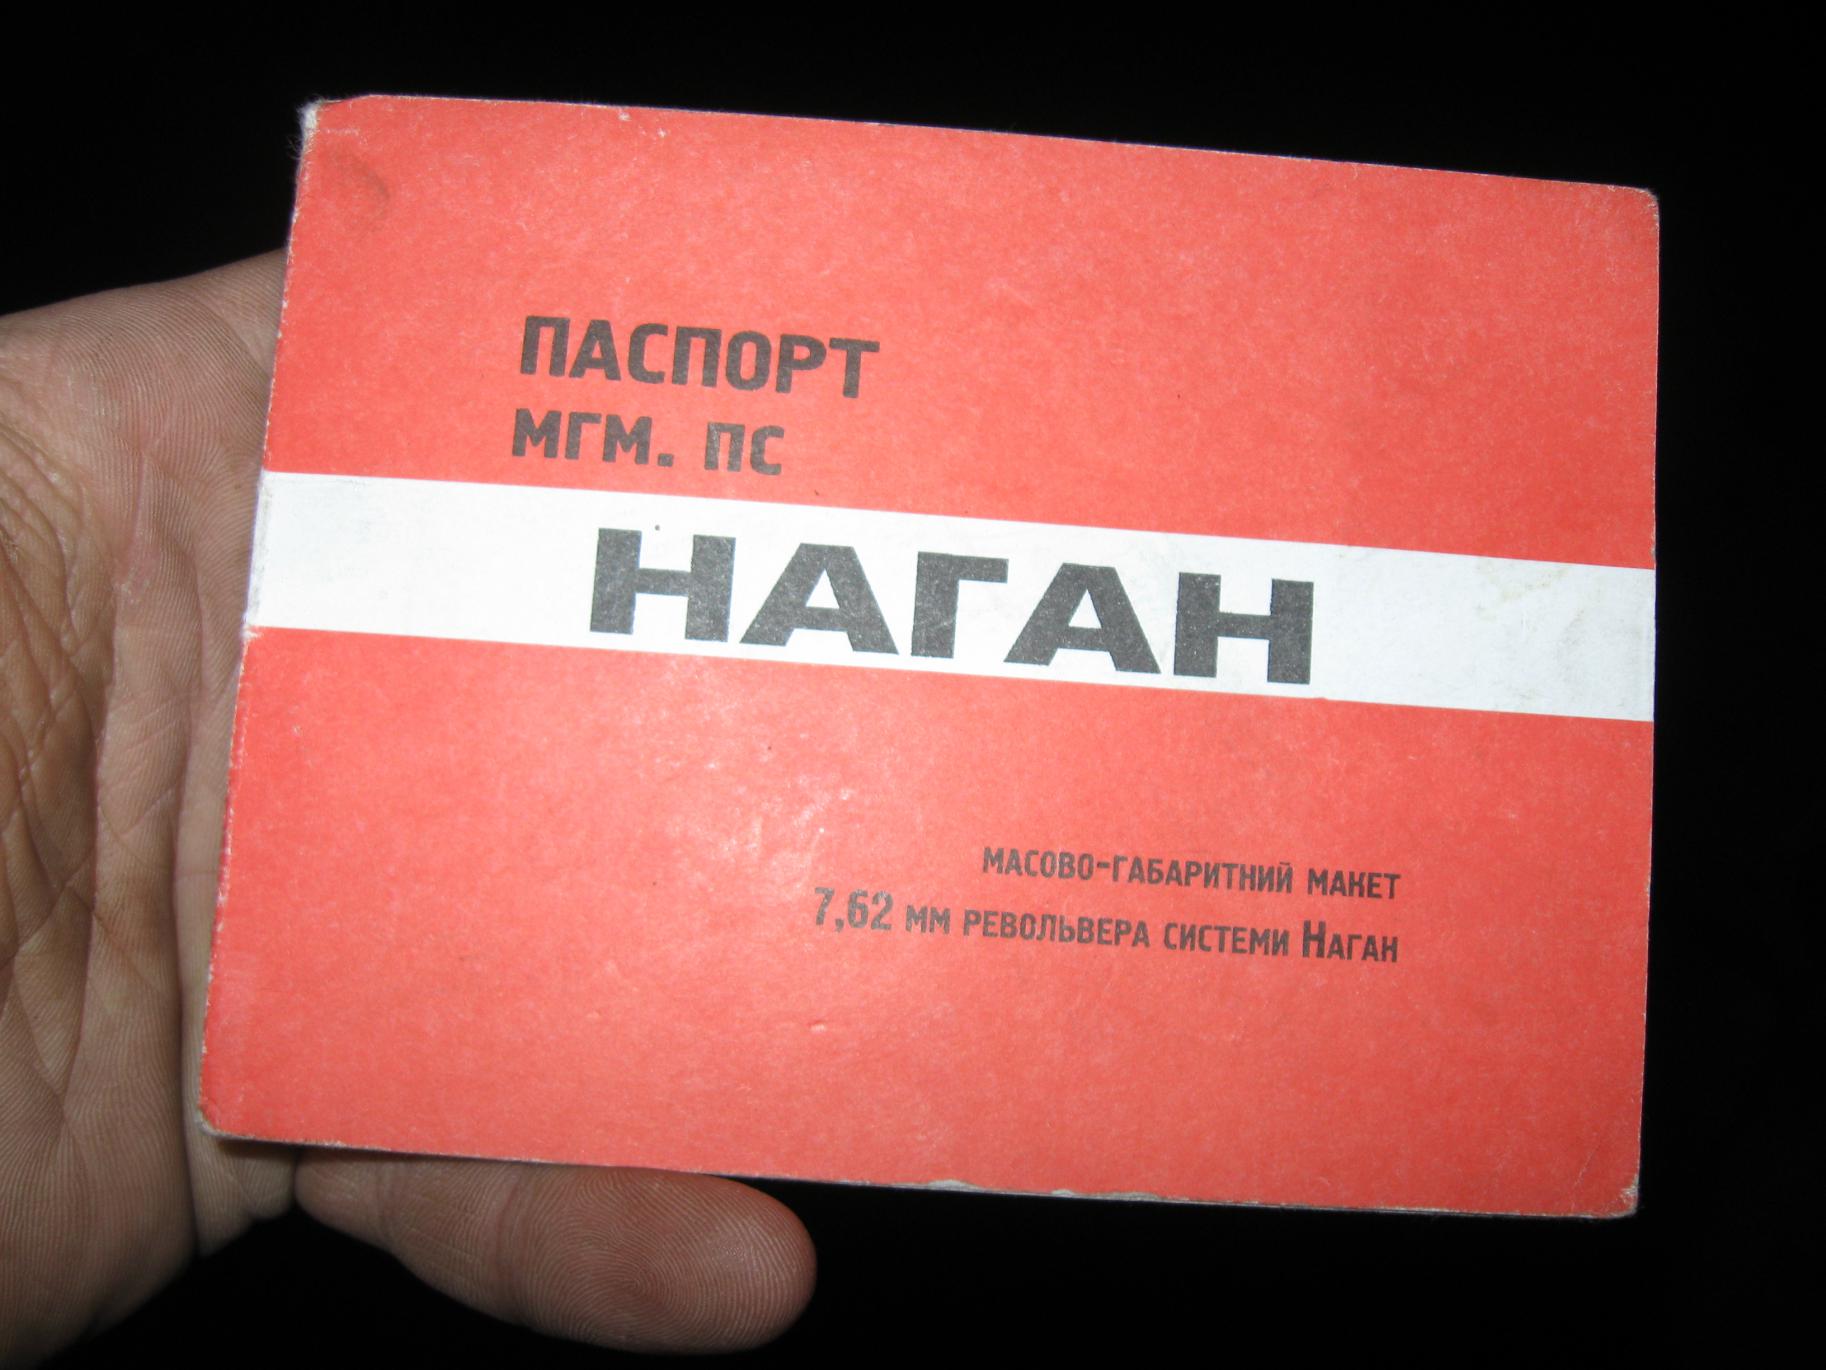 ПАСПОРТ
МГМ. ПС
НАГАН
МАСОВО-ГАБАРИТНИЙ МАКЕТ
7,62 ММ РЕВОЛЬВЕРА СИСТЕМИ НАГАН